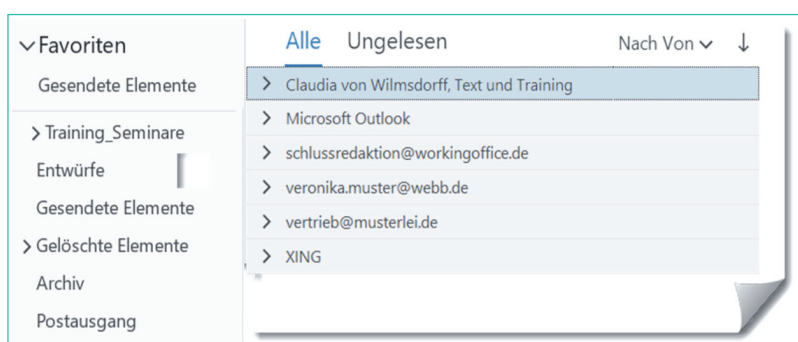 Favoriten
Gesendete Elemente
Training_Seminare
Entwürfe
Gesendete Elemente
Gelöschte Elemente
Archiv
Postausgang
Alle Ungelesen Nach Von
Claudia von Wilmsdorff, Text und Training
Microsoft Outlook
schlussredaktion@workingoffice.de
veronika.muster@webb.de
vertrieb@musterlei.de
XING